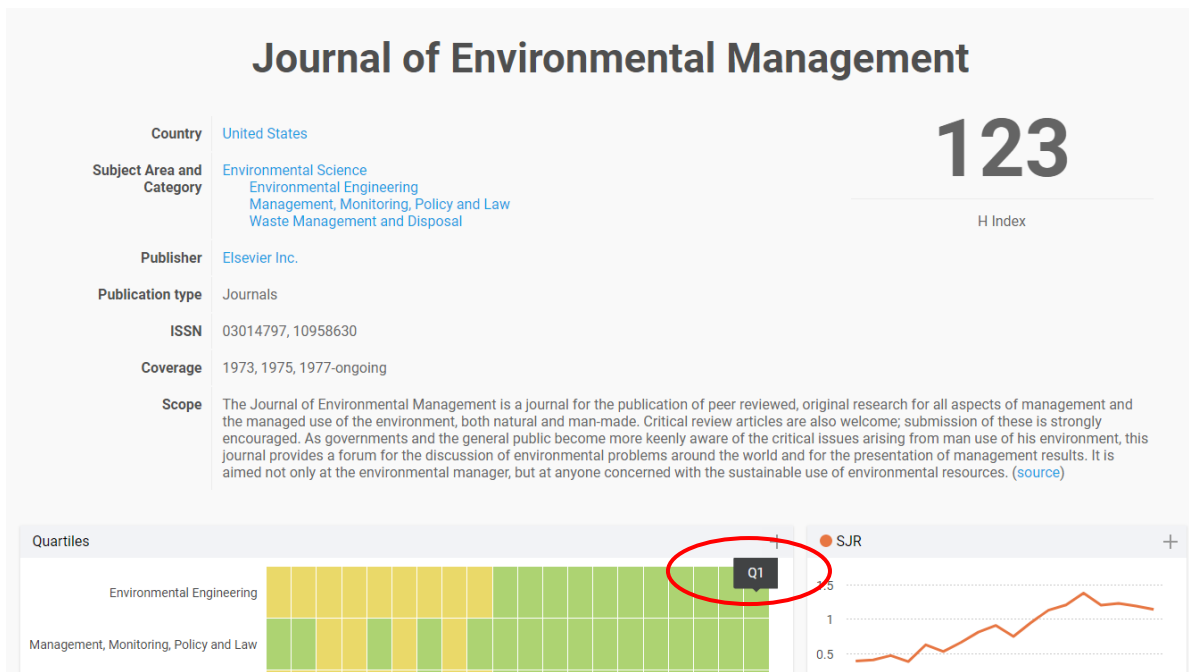 Journal of Environmental Management
Country United States
123
H Index
Subject Area and Category
Environmental Science
Environmental Engineering
Management, Monitoring, Policy and Law
Waste Management and Disposal
Publisher Elsevier Inc.
Publication type Journals
ISSN 03014797, 10958630
Coverage 1973, 1975, 1977-ongoing
Scope The Journal of Environmental Management is a journal for the publication of peer reviewed, original research for all aspects of management and
the managed use of the environment, both natural and man-made. Critical review articles are also welcome; submission of these is strongly
encouraged. As governments and the general public become more keenly aware of the critical issues arising from man use of his environment, this
journal provides a forum for the discussion of environmental problems around the world and for the presentation of management results. It is
aimed not only at the environmental manager, but at anyone concerned with the sustainable use of environmental resources. (source)
Quartiles
Q1
Environmental Engineering
Management, Monitoring, Policy and Law
SJR
1.5
1
0.5